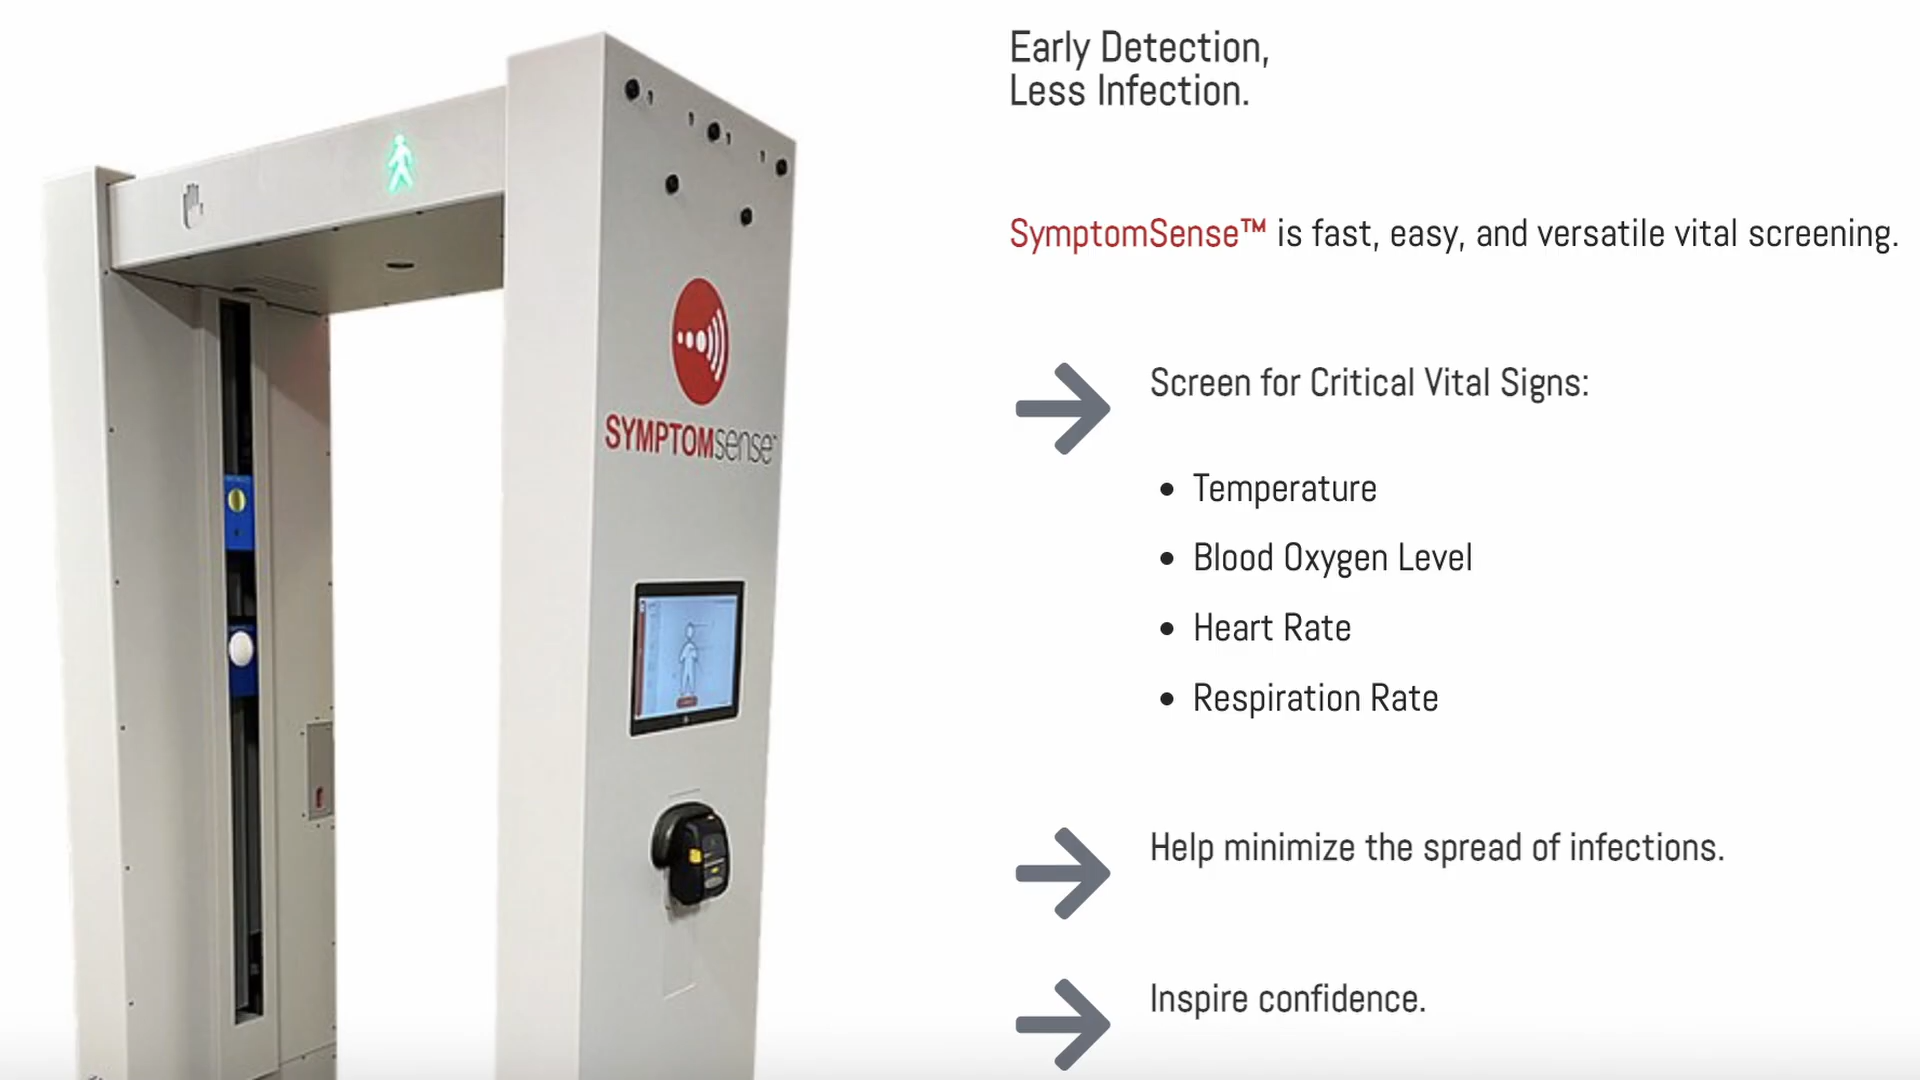 Early Detection,
Less Infection.
SymptomSense™ is fast, easy, and versatile vital screening.
Screen for Critical Vital Signs:
• Temperature
• Blood Oxygen Level
• Heart Rate
• Respiration Rate
Help minimize the spread of infections.
Inspire confidence.
SYMPTOMsense™